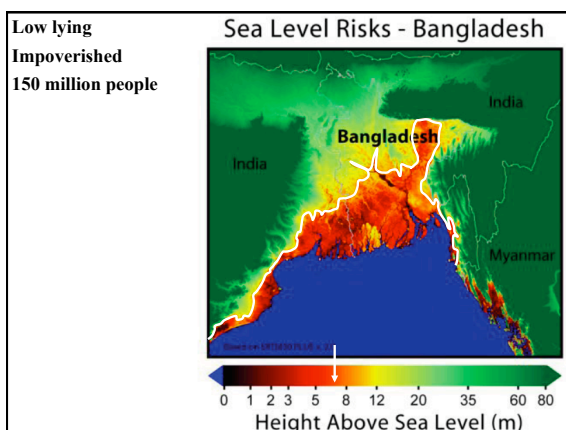 Low lying
Impoverished
150 million people
Sea Level Risks - Bangladesh
India
Bangladesh
India
Myanmar
0 1 2 3 5 8 12 20 35 60 80
Height Above Sea Level (m)